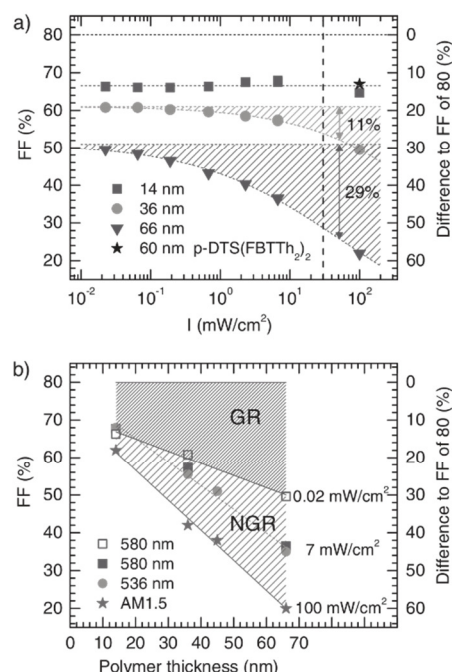 a)
80
70
60
50
40
30
20
FF (%)
0
10
20
30
40
50
60
Difference to FF of 80 (%)
11%
29%
14 nm
36 nm
66 nm
60 nm p-DTS(FBTTh₂)₂
10⁻² 10⁻¹ 10⁰ 10¹ 10²
I (mW/cm²)
b)
80
70
60
50
40
30
20
FF (%)
0
10
20
30
40
50
60
Difference to FF of 80 (%)
GR
NGR
0.02 mW/cm²
7 mW/cm²
100 mW/cm²
580 nm
580 nm
536 nm
AM1.5
0 10 20 30 40 50 60 70
Polymer thickness (nm)